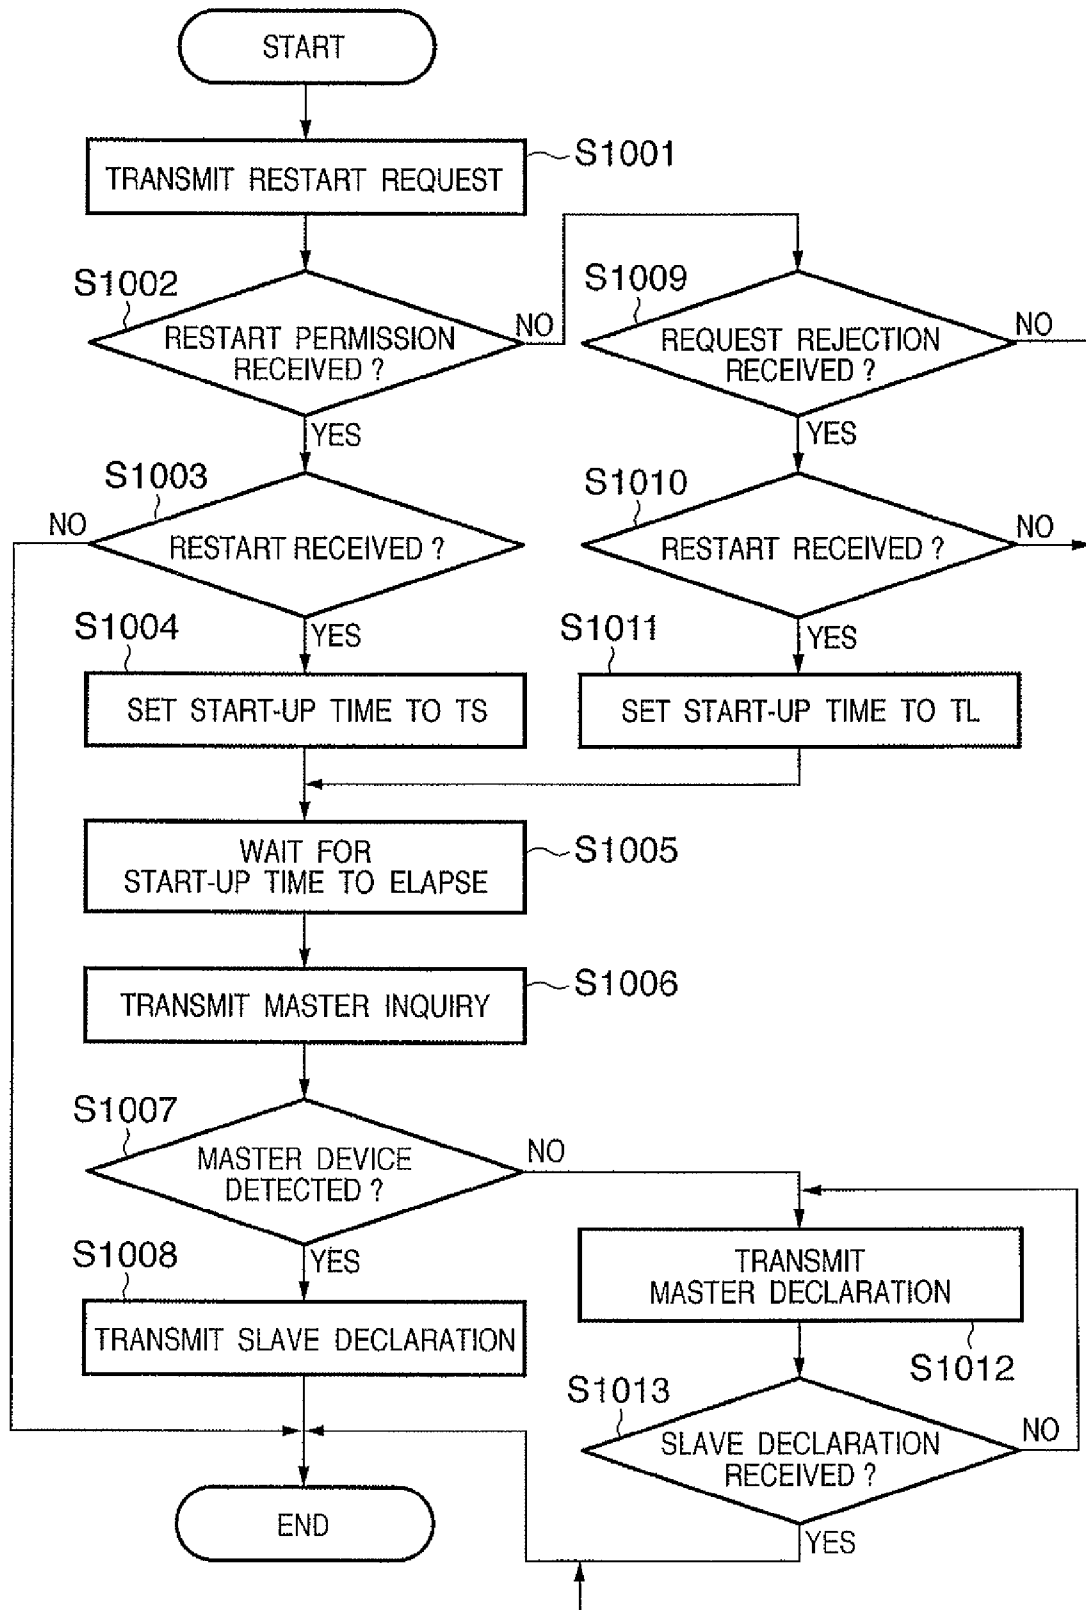 START
TRANSMIT RESTART REQUEST
S1001
S1002
RESTART PERMISSION
RECEIVED ?
NO
YES
S1009
REQUEST REJECTION
RECEIVED ?
NO
YES
S1003
NO
RESTART RECEIVED ?
YES
S1010
RESTART RECEIVED ?
NO
YES
S1004
SET START-UP TIME TO TS
S1011
SET START-UP TIME TO TL
WAIT FOR
START-UP TIME TO ELAPSE
S1005
TRANSMIT MASTER INQUIRY
S1006
S1007
MASTER DEVICE
DETECTED ?
NO
YES
S1008
TRANSMIT SLAVE DECLARATION
TRANSMIT
MASTER DECLARATION
S1012
S1013
SLAVE DECLARATION
RECEIVED ?
NO
YES
END